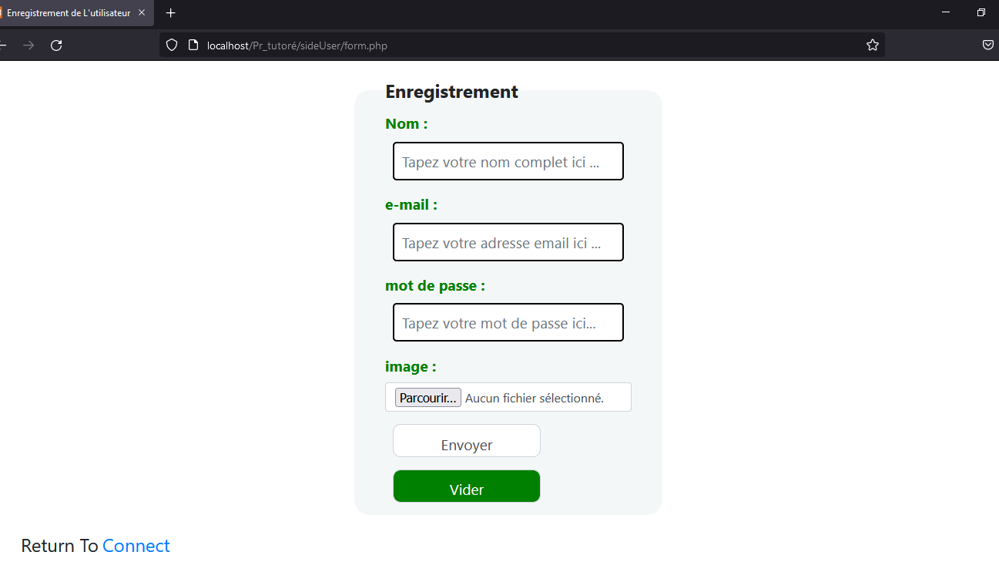 Enregistrement de L'utilisateur
localhost/Pr_tutoré/sideUser/form.php
Enregistrement
Nom :
Tapez votre nom complet ici ...
e-mail :
Tapez votre adresse email ici ...
mot de passe :
Tapez votre mot de passe ici...
image :
Parcourir... Aucun fichier sélectionné.
Envoyer
Vider
Return To Connect